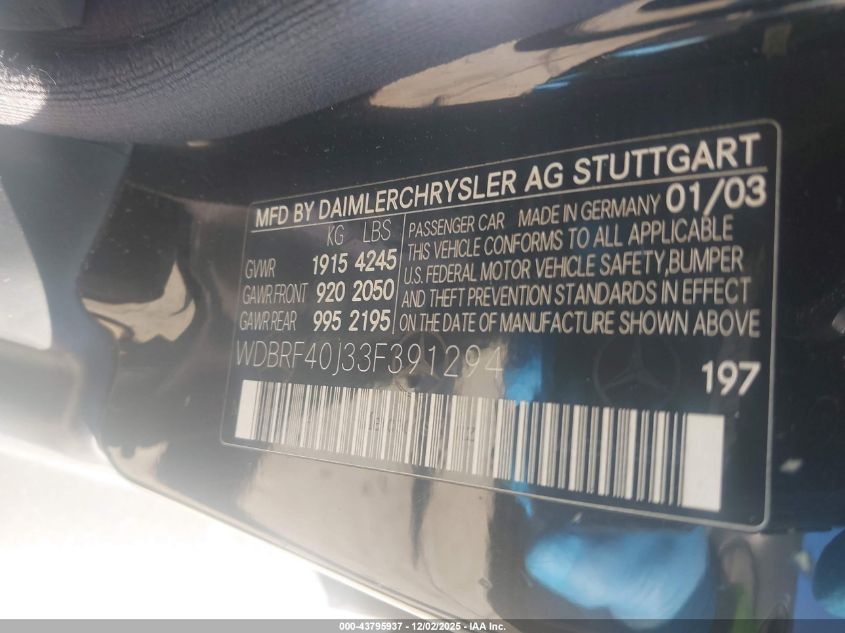 MFD BY DAIMLERCHRYSLER AG STUTTGART
KG LBS
GVWR 1915 4245
GAWR FRONT 920 2050
GAWR REAR 995 2195
PASSENGER CAR MADE IN GERMANY 01/03
THIS VEHICLE CONFORMS TO ALL APPLICABLE
U.S. FEDERAL MOTOR VEHICLE SAFETY,BUMPER
AND THEFT PREVENTION STANDARDS IN EFFECT
ON THE DATE OF MANUFACTURE SHOWN ABOVE
WDBRF40J33F391294
197
000-43795937 - 12/02/2025 - IAA Inc.